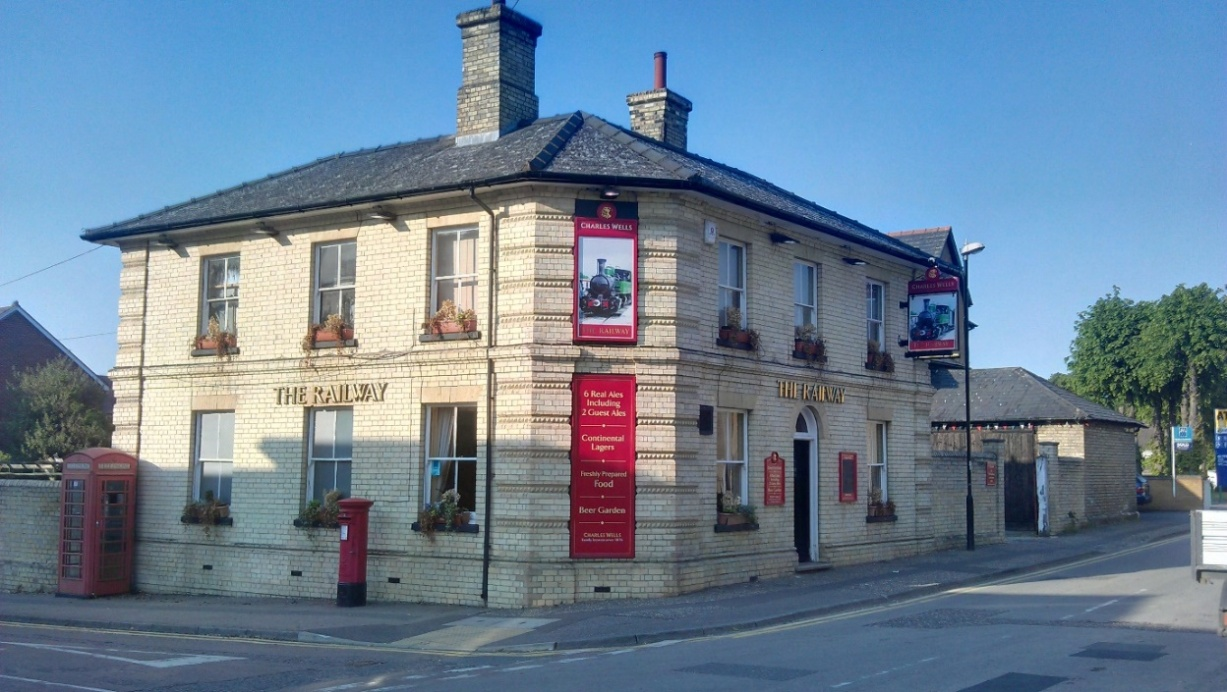 CHARLES WELLS
THE RAILWAY
CHARLES WELLS
THE RAILWAY
THE RAILWAY
6 Real Ales
Including
2 Guest Ales
Continental
Lagers
Freshly Prepared
Food
Beer Garden
CHARLES WELLS